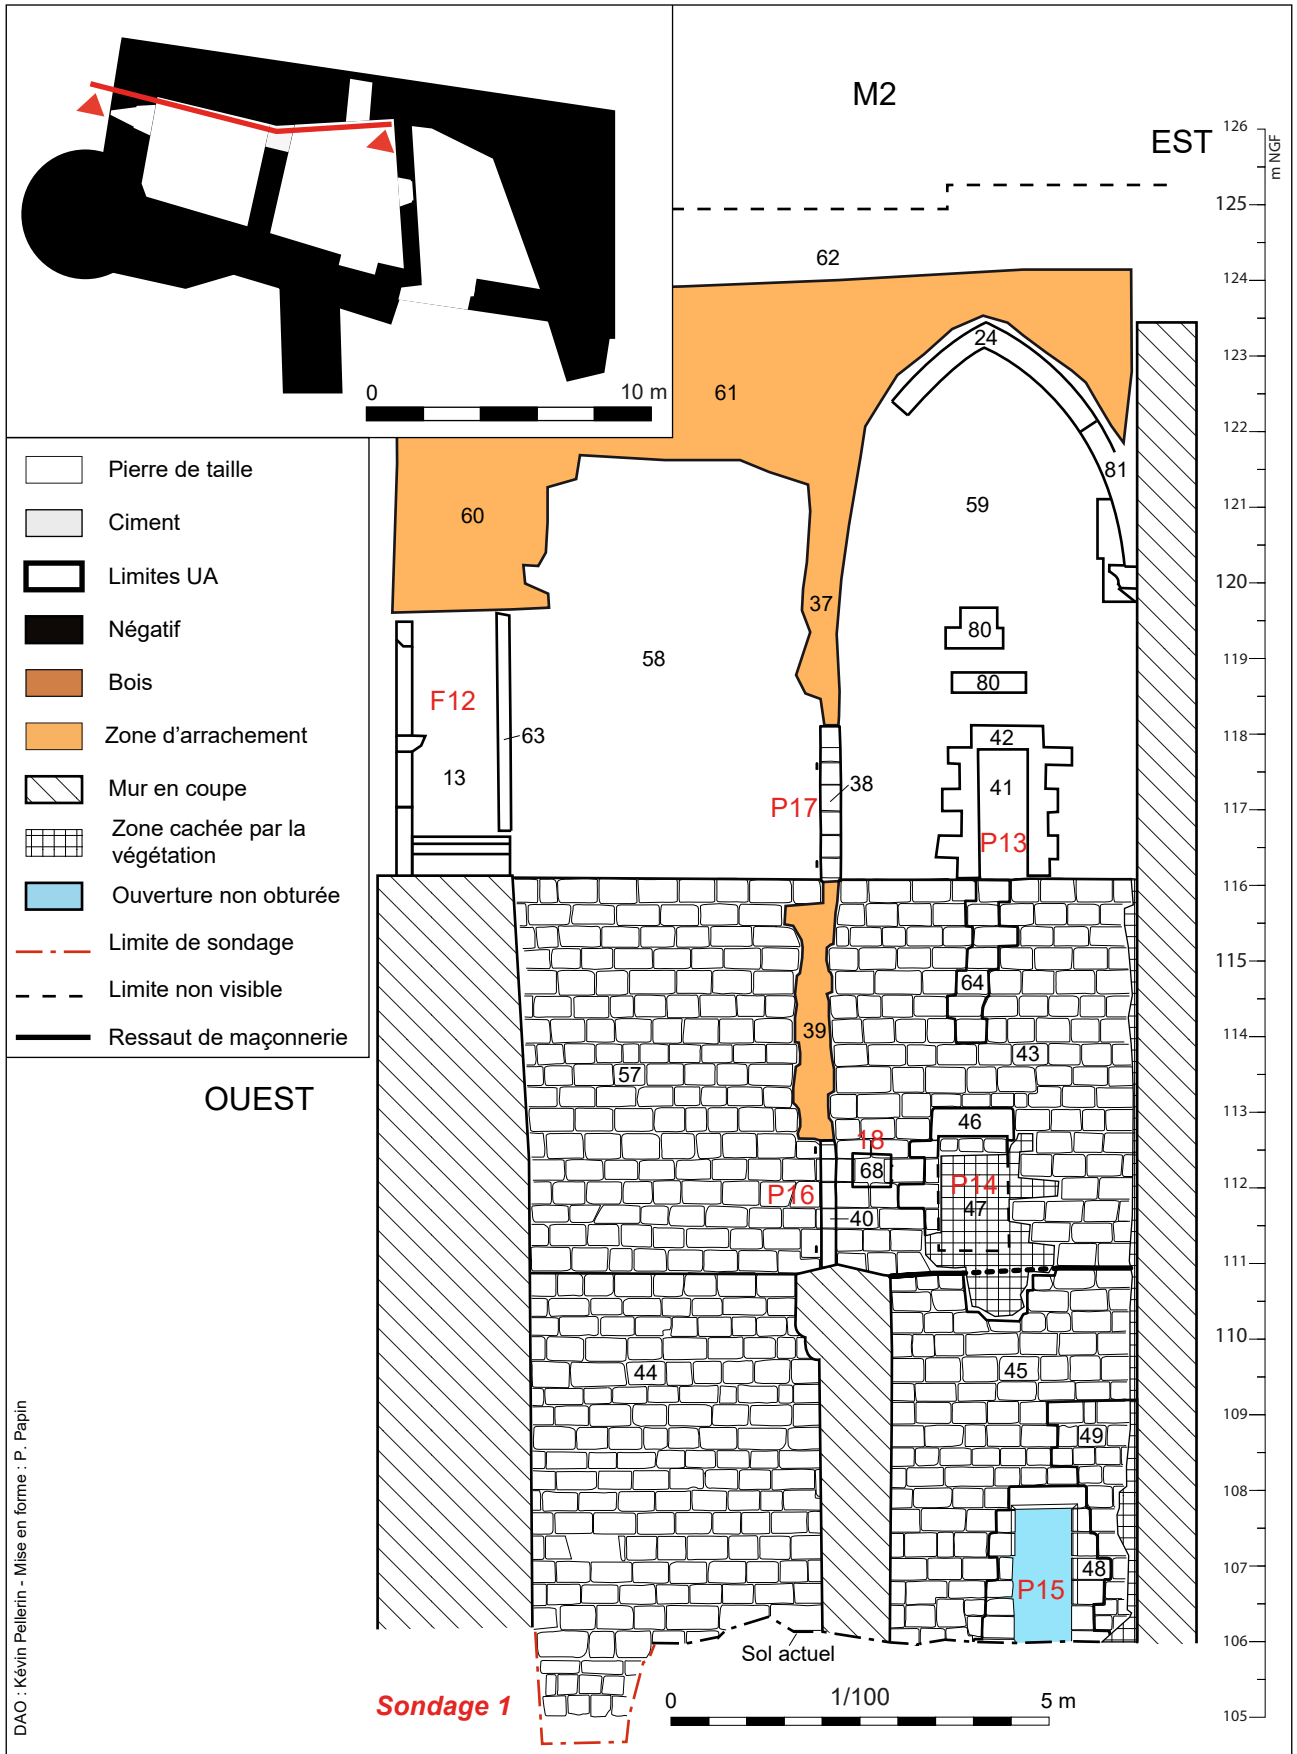 M2
EST
126
m NGF
125
62
124
0
10 m
24
123
61
122
Pierre de taille
81
Ciment
60
59
121
Limites UA
120
37
Négatif
80
58
119
Bois
F12
80
Zone d'arrachement
63
42
118
Mur en coupe
13
38
41
P17
117
Zone cachée par la
végétation
P13
Ouverture non obturée
116
Limite de sondage
115
64
Limite non visible
Ressaut de maçonnerie
39
114
43
57
OUEST
113
46
18
68
P14
112
P16
47
40
111
110
44
45
109
49
108
48
107
P15
106
Sol actuel
Sondage 1
0
1/100
5 m
105
DAO : Kévin Pellerin - Mise en forme : P. Papin